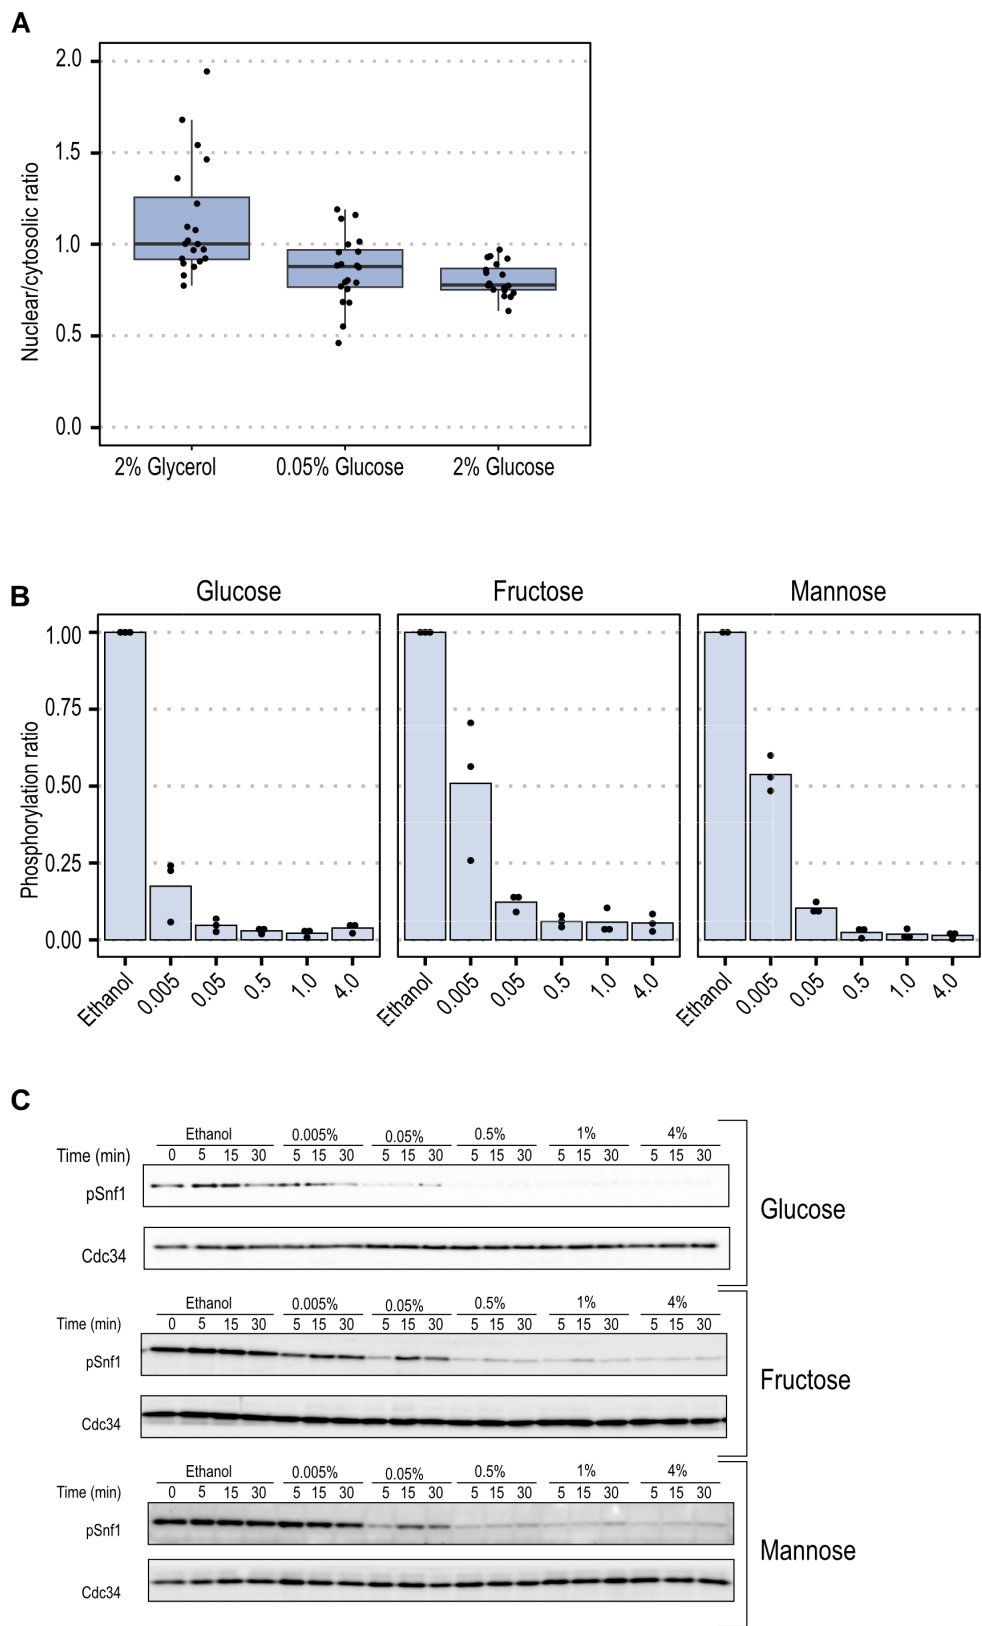 A
Nuclear/cytosolic ratio
2.0
1.5
1.0
0.5
0.0
2% Glycerol 0.05% Glucose 2% Glucose
B
Glucose Fructose Mannose
Phosphorylation ratio
1.00
0.75
0.50
0.25
0.00
Ethanol 0.005 0.05 0.5 1.0 4.0 Ethanol 0.005 0.05 0.5 1.0 4.0 Ethanol 0.005 0.05 0.5 1.0 4.0
C
Ethanol 0.005% 0.05% 0.5% 1% 4%
Time (min) 0 5 15 30 5 15 30 5 15 30 5 15 30 5 15 30 5 15 30
pSnf1
Glucose
Cdc34
Ethanol 0.005% 0.05% 0.5% 1% 4%
Time (min) 0 5 15 30 5 15 30 5 15 30 5 15 30 5 15 30 5 15 30
pSnf1
Fructose
Cdc34
Ethanol 0.005% 0.05% 0.5% 1% 4%
Time (min) 0 5 15 30 5 15 30 5 15 30 5 15 30 5 15 30 5 15 30
pSnf1
Mannose
Cdc34